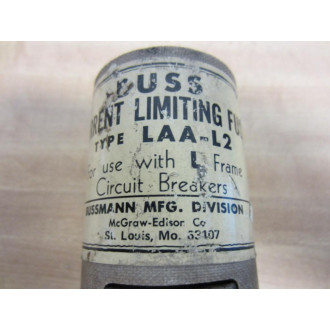 BUSS
RENT LIMITING FU
TYPE LAA-L2
For use with L Frame
Circuit Breakers
BUSSMANN MFG. DIVISION
McGraw-Edison Co
St. Louis, Mo. 63107